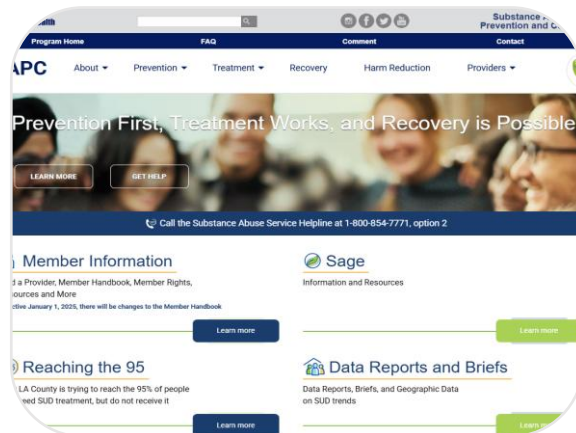 Health
Substance
Prevention and
Program Home FAQ Comment Contact
APC About Prevention Treatment Recovery Harm Reduction Providers
Prevention First, Treatment Works, and Recovery is Possible
LEARN MORE GET HELP
Call the Substance Abuse Service Helpline at 1-800-854-7771, option 2
Member Information
a Provider, Member Handbook, Member Rights,
ources and More
ctive January 1, 2025, there will be changes to the Member Handbook
Learn more
Sage
Information and Resources
Learn more
Reaching the 95
LA County is trying to reach the 95% of people
need SUD treatment, but do not receive it
Learn more
Data Reports and Briefs
Data Reports, Briefs, and Geographic Data
on SUD trends
Learn more